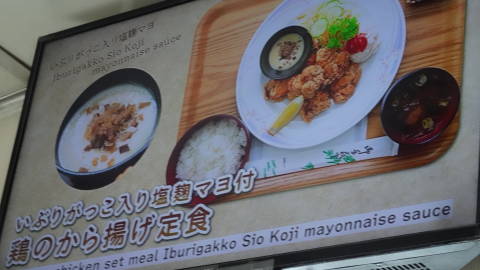 いぶりがっこ入り塩麹マヨ
Iburigakko Sio Koji
mayonnaise sauce
いぶりがっこ入り塩麹マヨ付
鶏のから揚げ定食
chicken set meal Iburigakko Sio Koji mayonnaise sauce